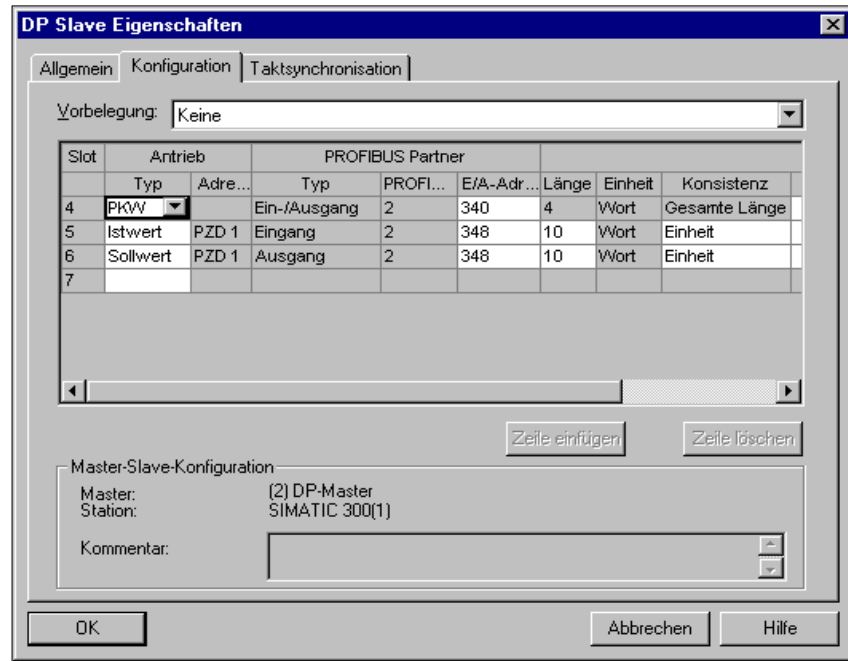 DP Slave Eigenschaften
Allgemein Konfiguration Taktsynchronisation
Vorbelegung: Keine
Slot Antrieb PROFIBUS Partner
Typ Adre... Typ PROFI... E/A-Adr... Länge Einheit Konsistenz
4 PKW Ein-/Ausgang 2 340 4 Wort Gesamte Länge
5 Istwert PZD 1 Eingang 2 348 10 Wort Einheit
6 Sollwert PZD 1 Ausgang 2 348 10 Wort Einheit
7
Zeile einfügen Zeile löschen
Master-Slave-Konfiguration
Master: (2) DP-Master
Station: SIMATIC 300(1)
Kommentar:
OK Abbrechen Hilfe